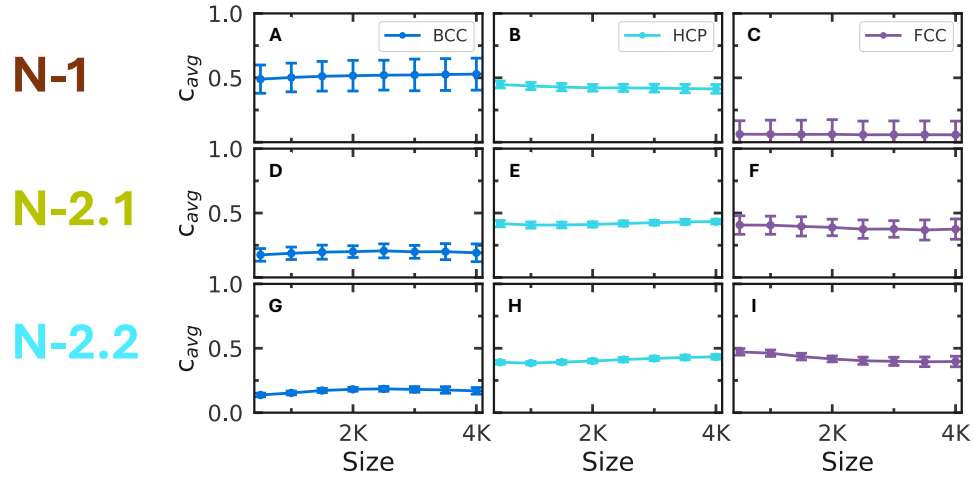 N-1
N-2.1
N-2.2
1.0
0.5
c_avg
A
BCC
B
HCP
C
FCC
1.0
0.5
c_avg
D
E
F
1.0
0.5
0.0
c_avg
G
H
I
2K 4K
2K 4K
2K 4K
Size
Size
Size